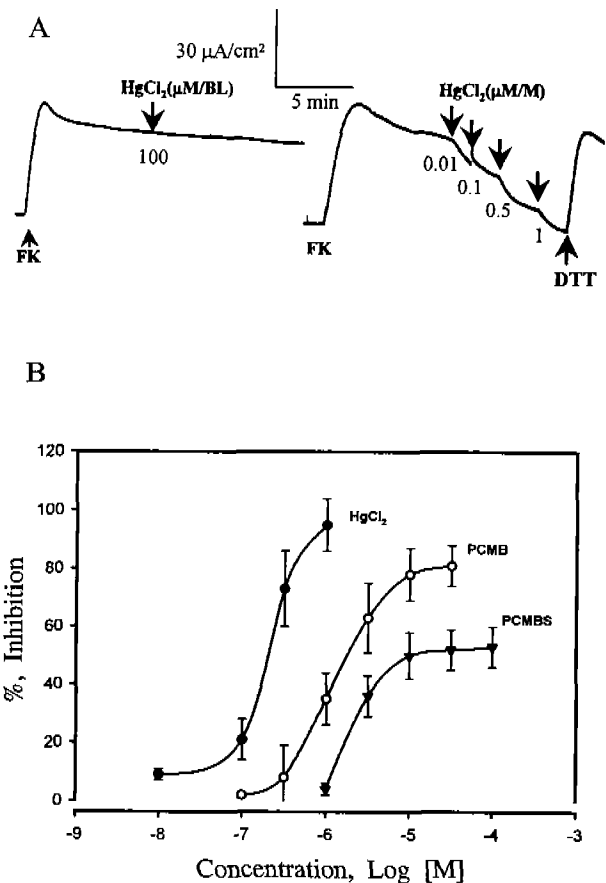 A
30 μA/cm²
5 min
HgCl₂(μM/BL)
100
FK
HgCl₂(μM/M)
0.01
0.1
0.5
1
FK
DTT
B
%, Inhibition
120
100
80
60
40
20
0
HgCl₂
PCMB
PCMBS
-9 -8 -7 -6 -5 -4 -3
Concentration, Log [M]